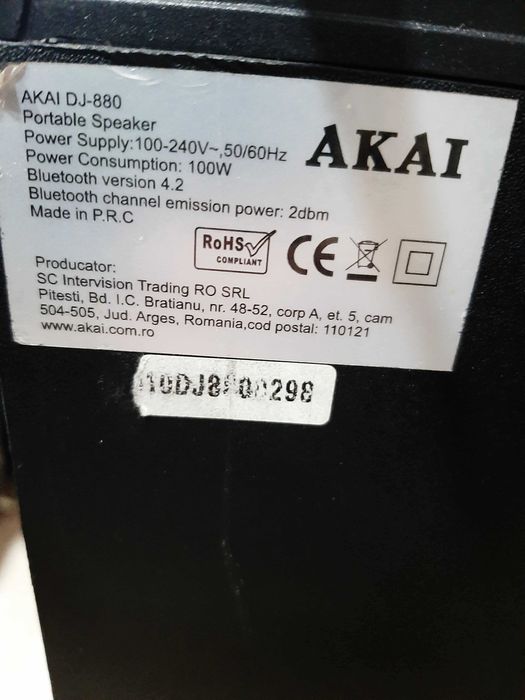 AKAI DJ-880
Portable Speaker
Power Supply:100-240V~,50/60Hz
Power Consumption: 100W
Bluetooth version 4.2
Bluetooth channel emission power: 2dbm
Made in P.R.C
AKAI
RoHS
COMPLIANT
CE
Producator:
SC Intervision Trading RO SRL
Pitesti, Bd. I.C. Bratianu, nr. 48-52, corp A, et. 5, cam
504-505, Jud. Arges, Romania,cod postal: 110121
www.akai.com.ro